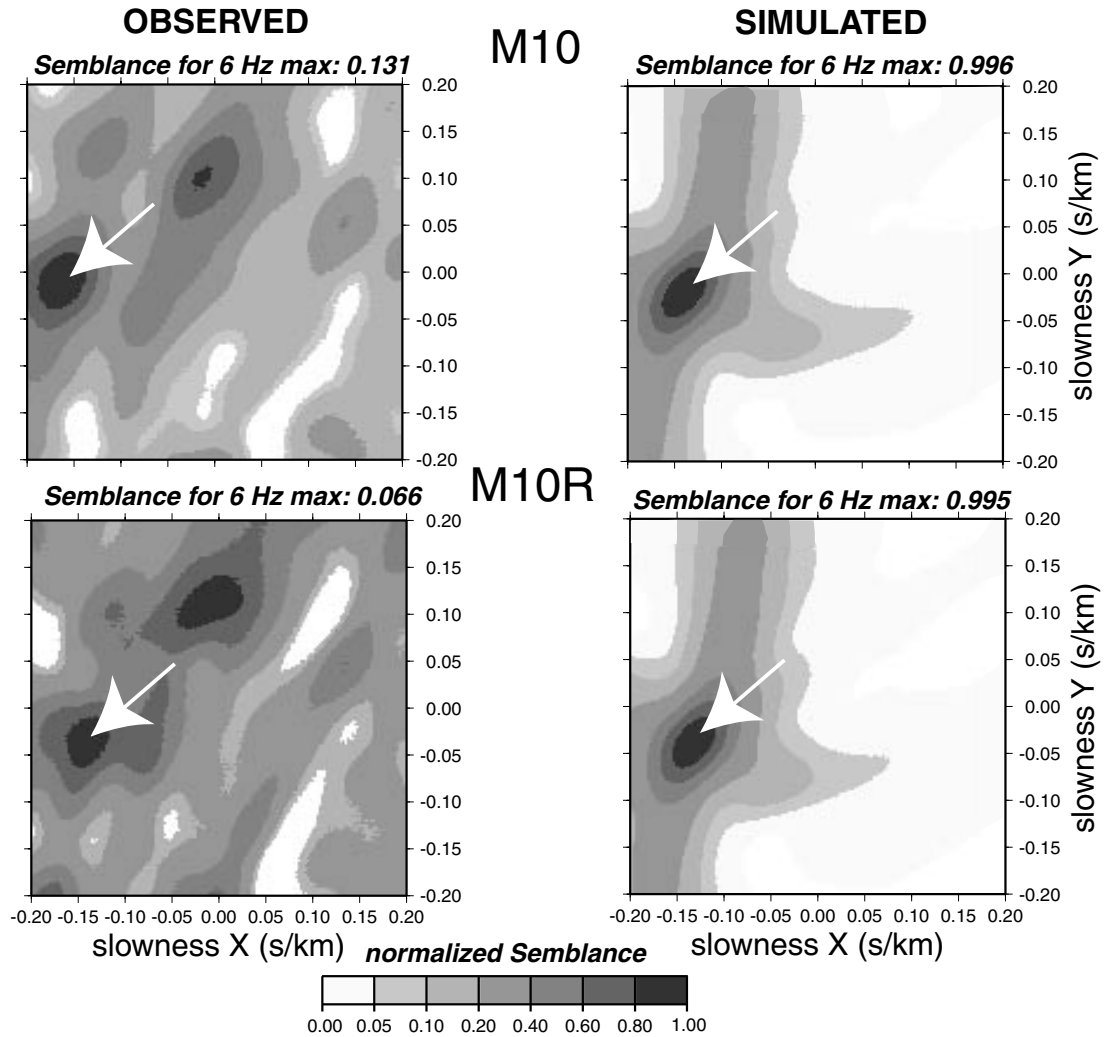 OBSERVED
SIMULATED
M10
Semblance for 6 Hz max: 0.131
Semblance for 6 Hz max: 0.996
0.20
0.15
0.10
0.05
0.00
-0.05
-0.10
-0.15
-0.20
0.20
0.15
0.10
0.05
0.00
-0.05
-0.10
-0.15
-0.20
slowness Y (s/km)
M10R
Semblance for 6 Hz max: 0.066
Semblance for 6 Hz max: 0.995
0.20
0.15
0.10
0.05
0.00
-0.05
-0.10
-0.15
-0.20
0.20
0.15
0.10
0.05
0.00
-0.05
-0.10
-0.15
-0.20
slowness Y (s/km)
-0.20 -0.15 -0.10 -0.05 0.00 0.05 0.10 0.15 0.20
-0.20 -0.15 -0.10 -0.05 0.00 0.05 0.10 0.15 0.20
slowness X (s/km)
slowness X (s/km)
normalized Semblance
0.00 0.05 0.10 0.20 0.40 0.60 0.80 1.00